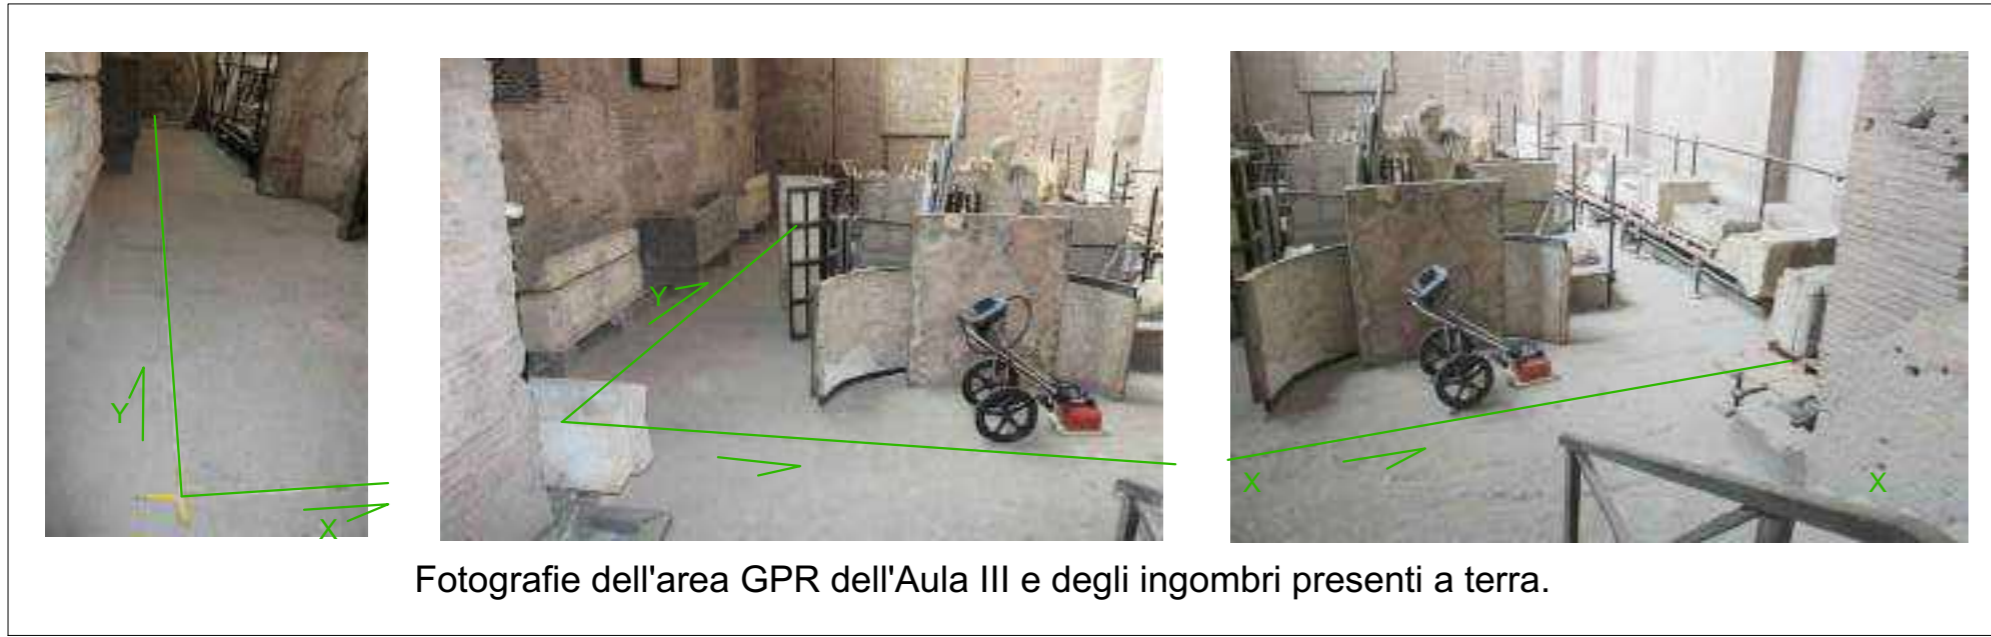 Y
X
Y
X
X
Fotografie dell'area GPR dell'Aula III e degli ingombri presenti a terra.